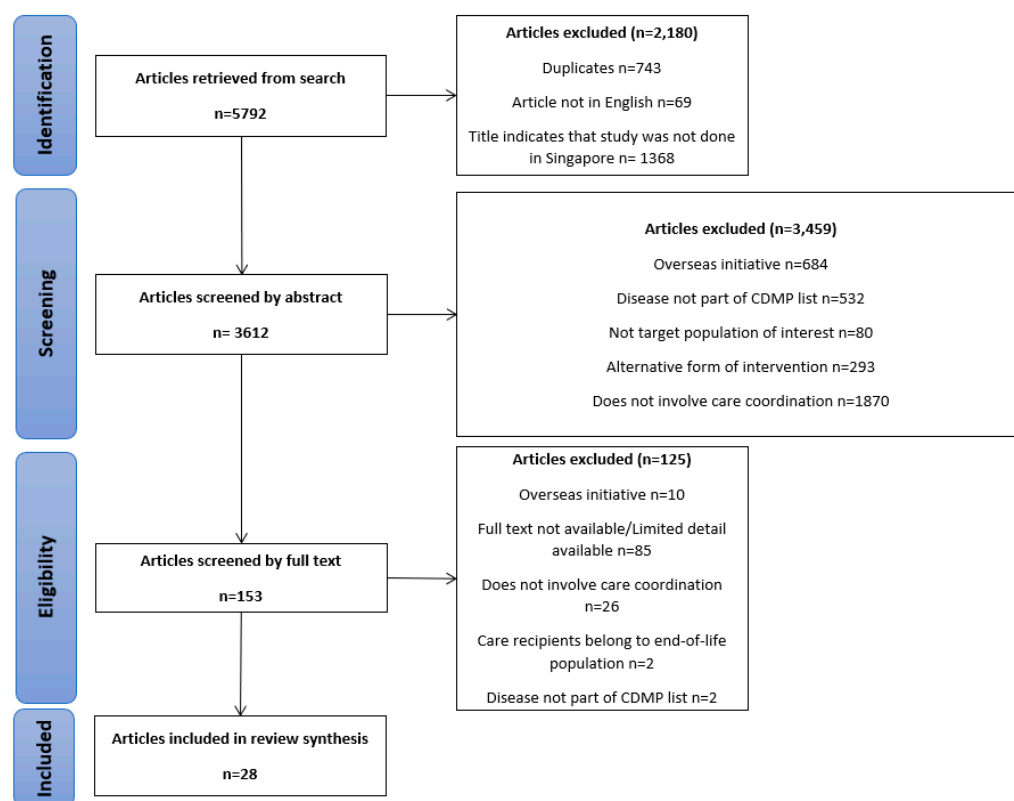 Identification
Articles retrieved from search
n=5792
Articles excluded (n=2,180)
Duplicates n=743
Article not in English n=69
Title indicates that study was not done
in Singapore n= 1368
Screening
Articles screened by abstract
n= 3612
Articles excluded (n=3,459)
Overseas initiative n=684
Disease not part of CDMP list n=532
Not target population of interest n=80
Alternative form of intervention n=293
Does not involve care coordination n=1870
Eligibility
Articles screened by full text
n=153
Articles excluded (n=125)
Overseas initiative n=10
Full text not available/Limited detail
available n=85
Does not involve care coordination
n=26
Care recipients belong to end-of-life
population n=2
Disease not part of CDMP list n=2
Included
Articles included in review synthesis
n=28